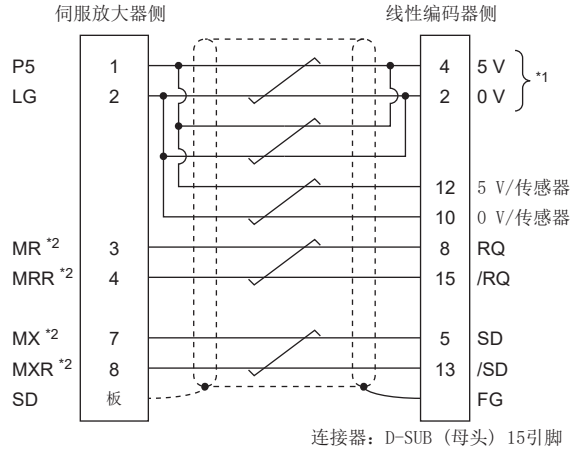 伺服放大器侧 线性编码器侧
P5 1 4 5 V *1
LG 2 2 0 V
12 5 V/传感器
10 0 V/传感器
MR *2 3 8 RQ
MRR *2 4 15 /RQ
MX *2 7 5 SD
MXR *2 8 13 /SD
SD 板 FG
连接器：D-SUB (母头) 15引脚